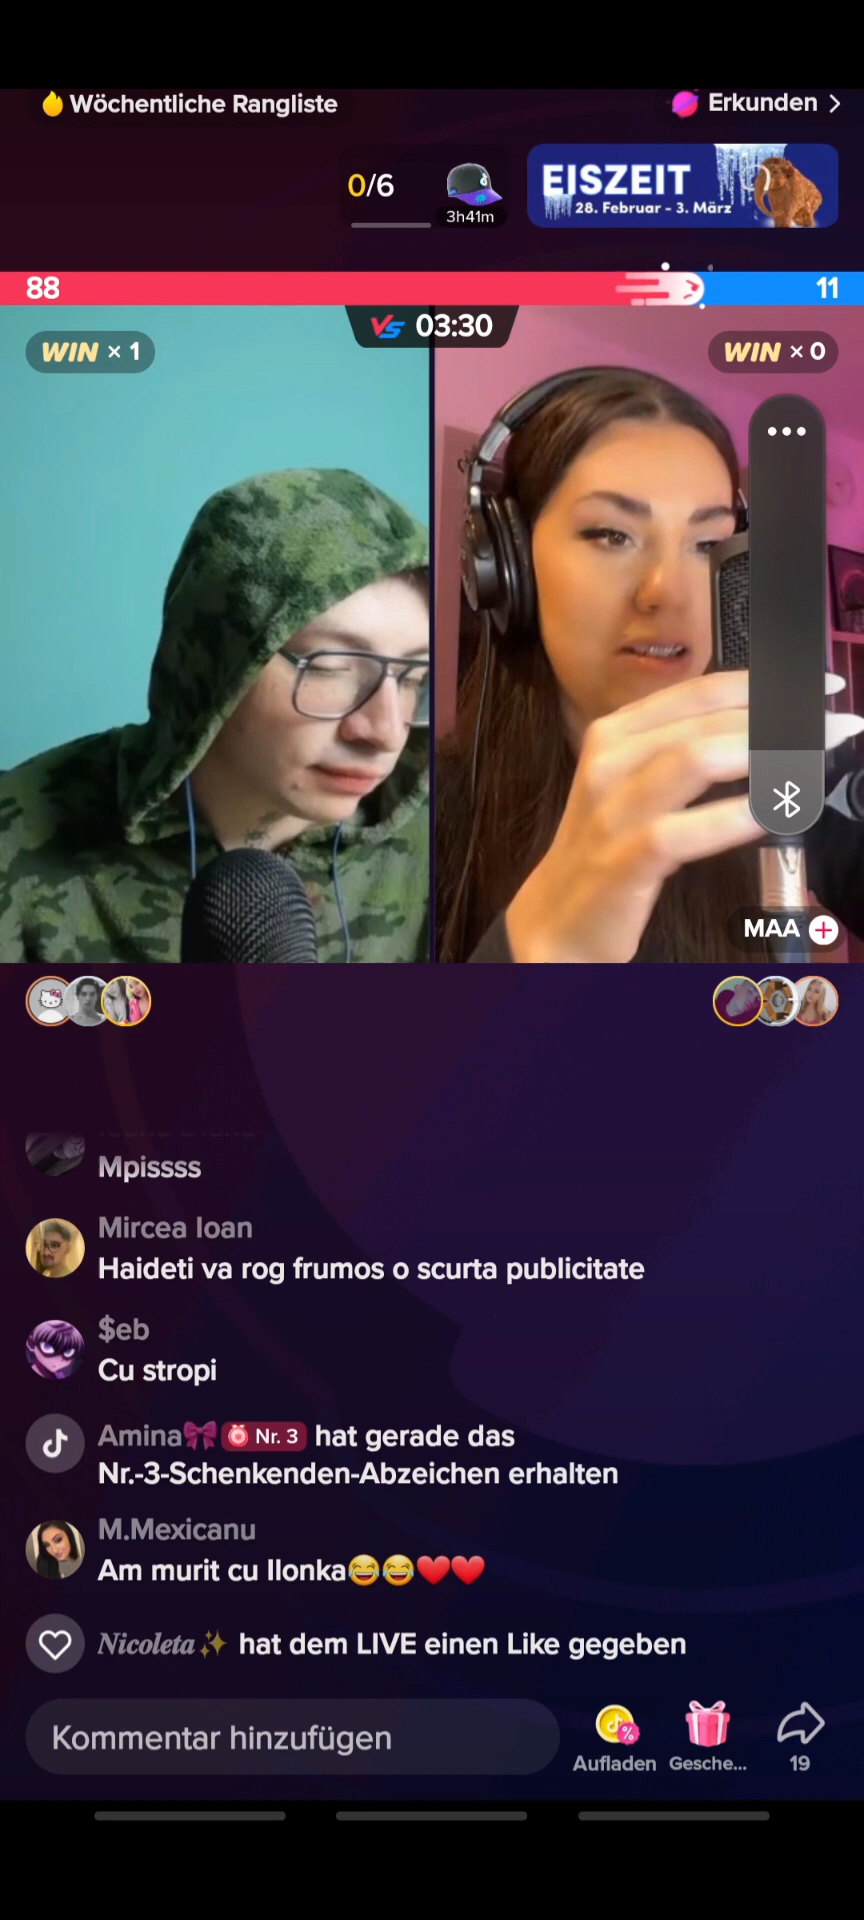 Wöchentliche Rangliste
Erkunden >
0/6
3h41m
EISZEIT
28. Februar - 3. März
88
11
VS 03:30
WIN × 1
WIN × 0
MAA
Mpissss
Mircea Ioan
Haideti va rog frumos o scurta publicitate
$eb
Cu stropi
Amina🎀 Nr. 3 hat gerade das
Nr.-3-Schenkenden-Abzeichen erhalten
M.Mexicanu
Am murit cu Ilonka😂😂❤️❤️
Nicoleta✨ hat dem LIVE einen Like gegeben
Kommentar hinzufügen
Aufladen
Gesche...
19